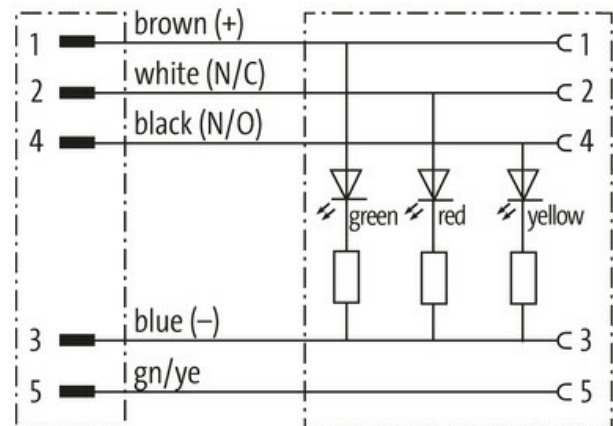 1 brown (+) 1
2 white (N/C) 2
4 black (N/O) 4
green red yellow
3 blue (–) 3
5 gn/ye 5